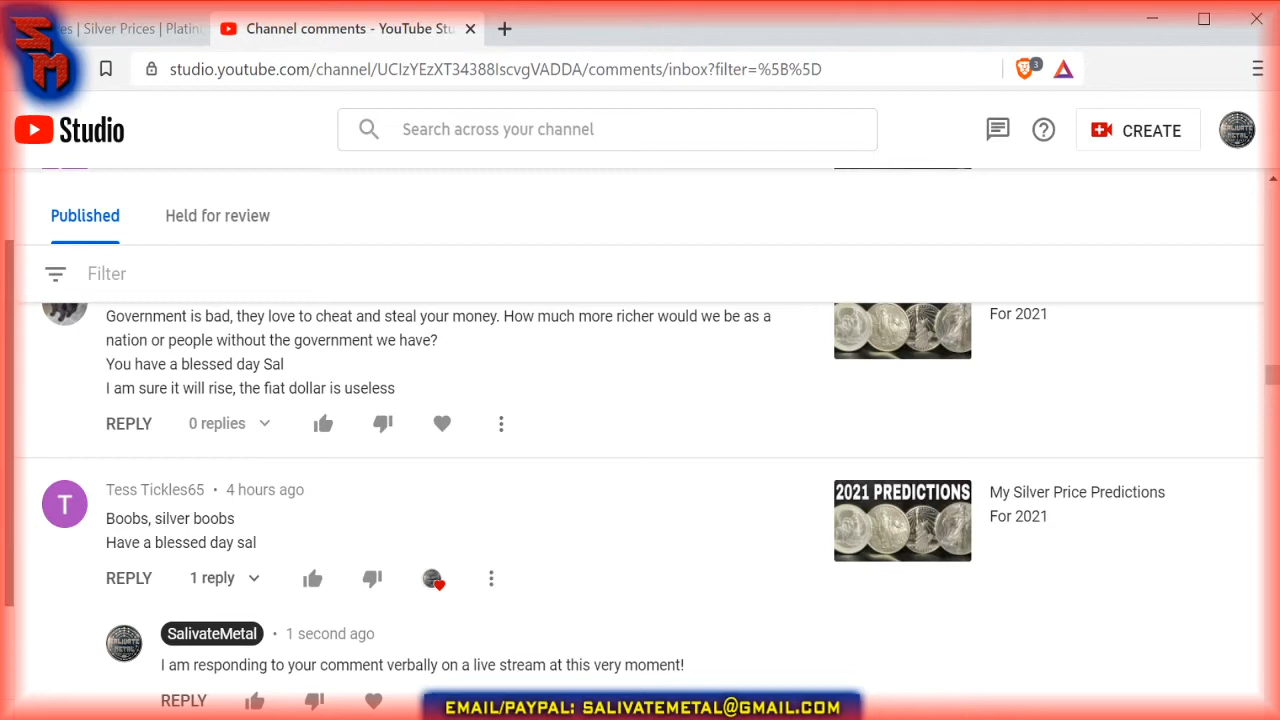 SM
es | Silver Prices | Platin
Channel comments - YouTube Stu
studio.youtube.com/channel/UCIzYEzXT34388lscvgVADDA/comments/inbox?filter=%5B%5D
3
Studio
Search across your channel
CREATE
Published
Held for review
Filter
Government is bad, they love to cheat and steal your money. How much more richer would we be as a
nation or people without the government we have?
You have a blessed day Sal
I am sure it will rise, the fiat dollar is useless
For 2021
REPLY 0 replies
T
Tess Tickles65 • 4 hours ago
Boobs, silver boobs
Have a blessed day sal
2021 PREDICTIONS
My Silver Price Predictions
For 2021
REPLY 1 reply
SalivateMetal • 1 second ago
I am responding to your comment verbally on a live stream at this very moment!
REPLY
EMAIL/PAYPAL: SALIVATEMETAL@GMAIL.COM